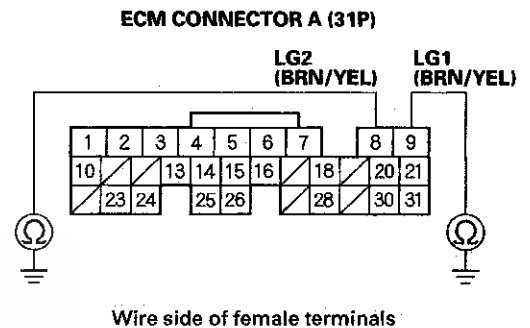 ECM CONNECTOR A (31P)
LG2 LG1
(BRN/YEL) (BRN/YEL)
1 2 3 4 5 6 7 8 9
10 13 14 15 16 18 20 21
23 24 25 26 28 30 31
Ω Ω
Wire side of female terminals